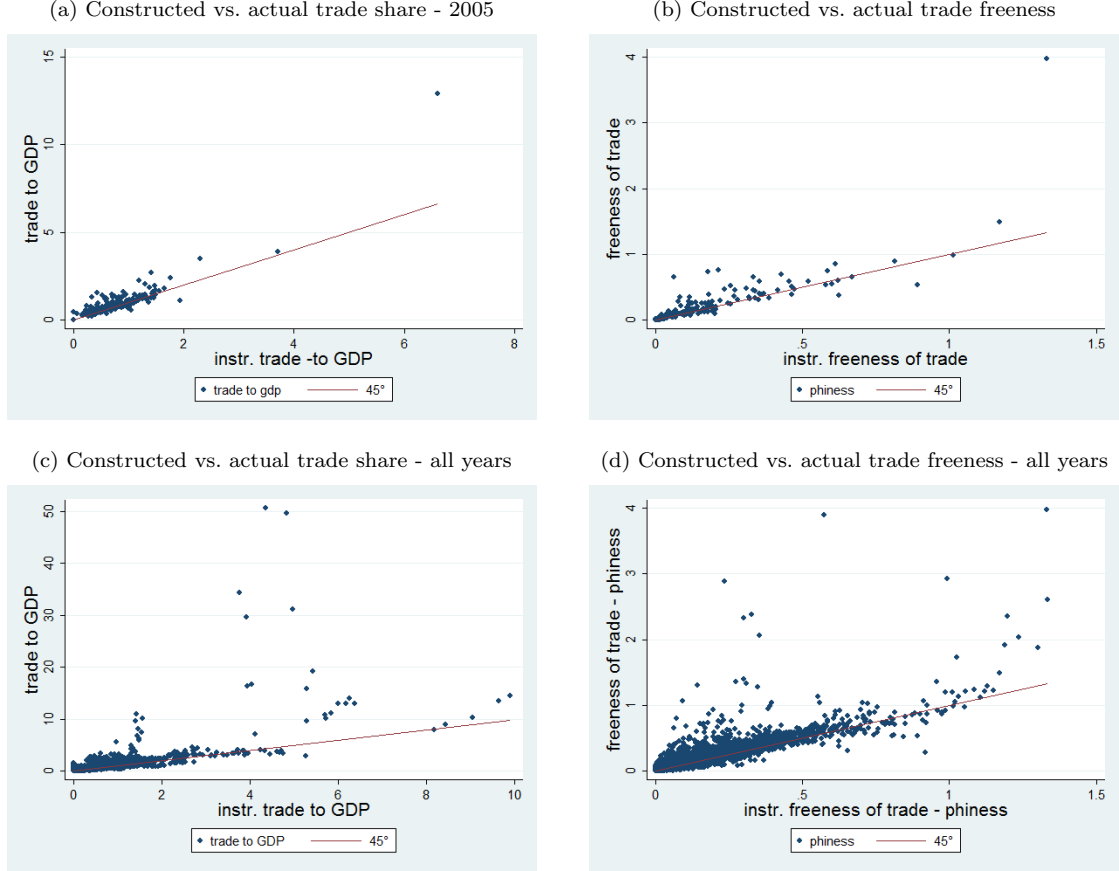 (a) Constructed vs. actual trade share - 2005
15
10
5
0
trade to GDP
0 2 4 6 8
instr. trade -to GDP
trade to gdp 45°
(b) Constructed vs. actual trade freeness
4
3
2
1
0
freeness of trade
0 .5 1 1.5
instr. freeness of trade
phiness 45°
(c) Constructed vs. actual trade share - all years
50
40
30
20
10
0
trade to GDP
0 2 4 6 8 10
instr. trade to GDP
trade to GDP 45°
(d) Constructed vs. actual trade freeness - all years
4
3
2
1
0
freeness of trade - phiness
0 .5 1 1.5
instr. freeness of trade - phiness
phiness 45°